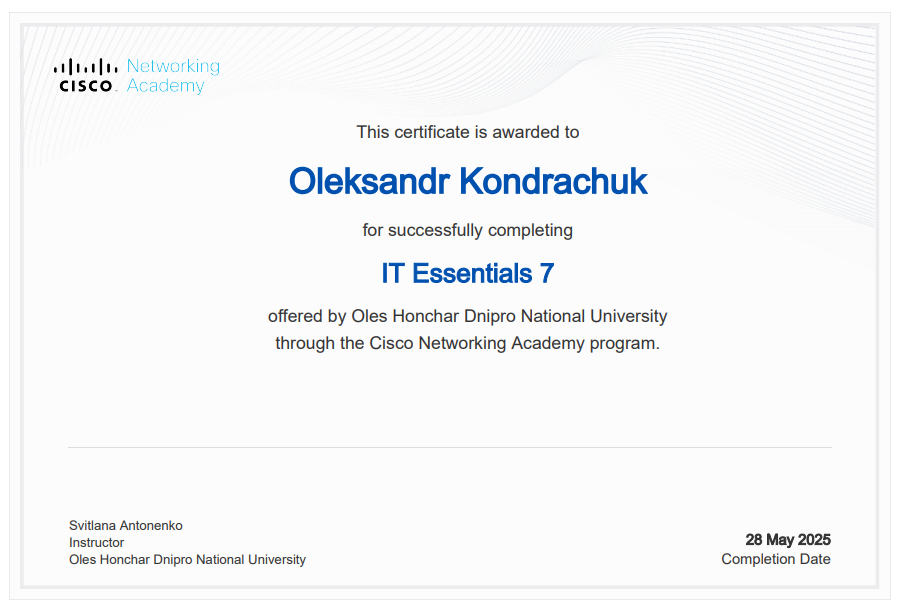 Networking
CISCO. Academy
This certificate is awarded to
Oleksandr Kondrachuk
for successfully completing
IT Essentials 7
offered by Oles Honchar Dnipro National University
through the Cisco Networking Academy program.
Svitlana Antonenko
Instructor
Oles Honchar Dnipro National University
28 May 2025
Completion Date